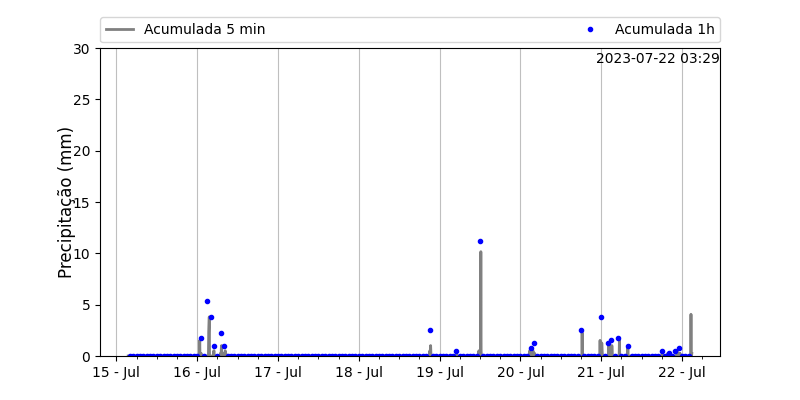 Acumulada 5 min
Acumulada 1h
2023-07-22 03:29
Precipitação (mm)
30
25
20
15
10
5
0
15 - Jul
16 - Jul
17 - Jul
18 - Jul
19 - Jul
20 - Jul
21 - Jul
22 - Jul